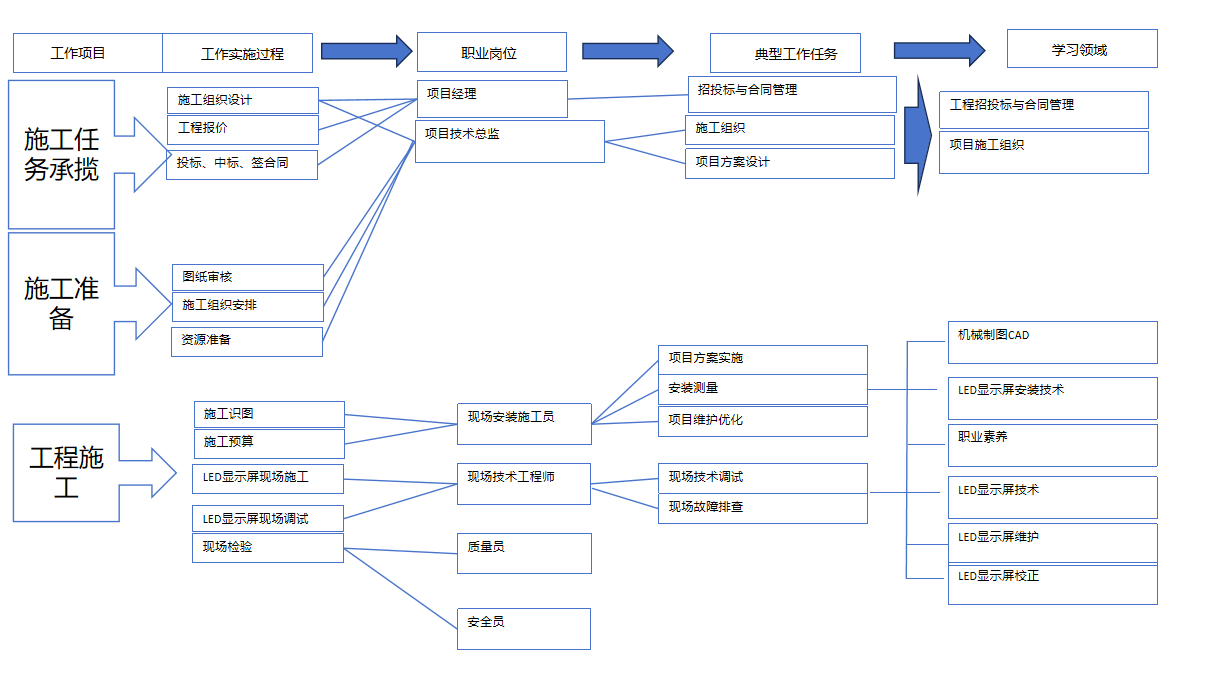 工作项目
工作实施过程
职业岗位
典型工作任务
学习领域
施工任
务承揽
施工组织设计
工程报价
投标、中标、签合同
项目经理
项目技术总监
招投标与合同管理
施工组织
项目方案设计
工程招投标与合同管理
项目施工组织
施工准
备
图纸审核
施工组织安排
资源准备
工程施
工
施工识图
施工预算
LED显示屏现场施工
LED显示屏现场调试
现场检验
现场安装施工员
现场技术工程师
质量员
安全员
项目方案实施
安装测量
项目维护优化
现场技术调试
现场故障排查
机械制图CAD
LED显示屏安装技术
职业素养
LED显示屏技术
LED显示屏维护
LED显示屏校正